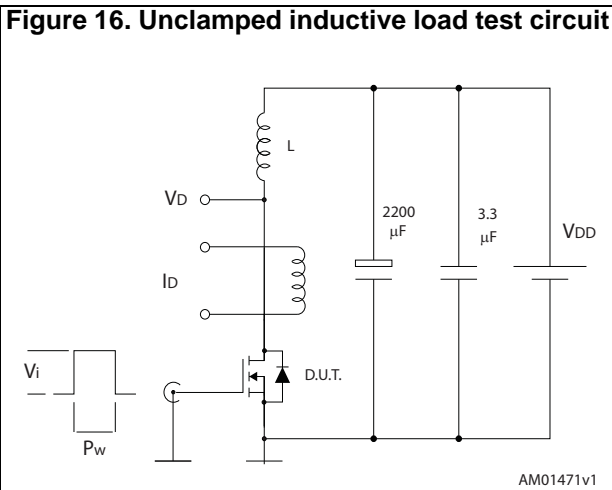 Figure 16. Unclamped inductive load test circuit
L
VD
2200
μF
3.3
μF
VDD
ID
Vi
D.U.T.
Pw
AM01471v1